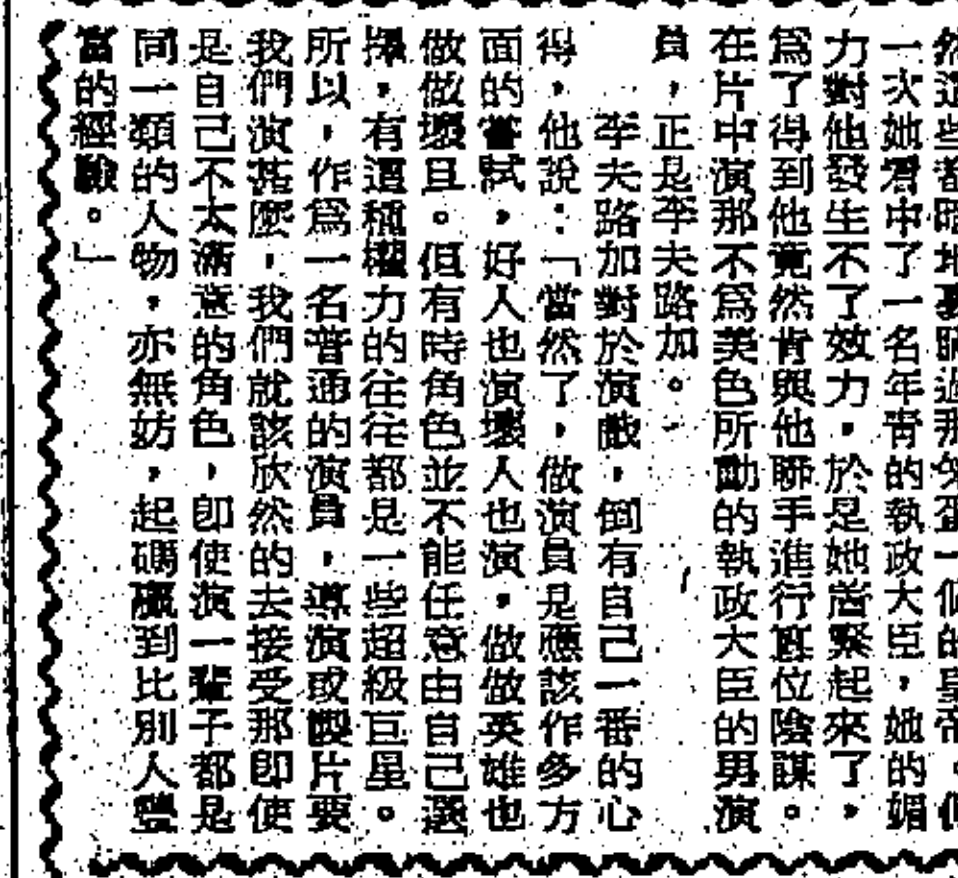 一次她看中了一名年青的執政大臣，她的媚
力對他發生不了效力，於是她着緊起來了，
爲了得到他竟然肯與他聯手進行篡位陰謀。
在片中演那不爲美色所動的執政大臣的男演
員，正是李夫路加。
李夫路加對於演戲，倒有自己一番的心
得，他說：「當然了，做演員是應該作多方
面的嘗試，好人也演壞人也演，做做英雄也
做做壞旦。但有時角色並不能任意由自己選
擇，有這種權力的往往都是一些超級巨星。
所以，作爲一名普通的演員，導演或製片要
我們演甚麼，我們就該欣然的去接受那即使
是自己不太滿意的角色，即使演一輩子都是
同一類的人物，亦無妨，起碼攝到比別人豐
富的經驗。」